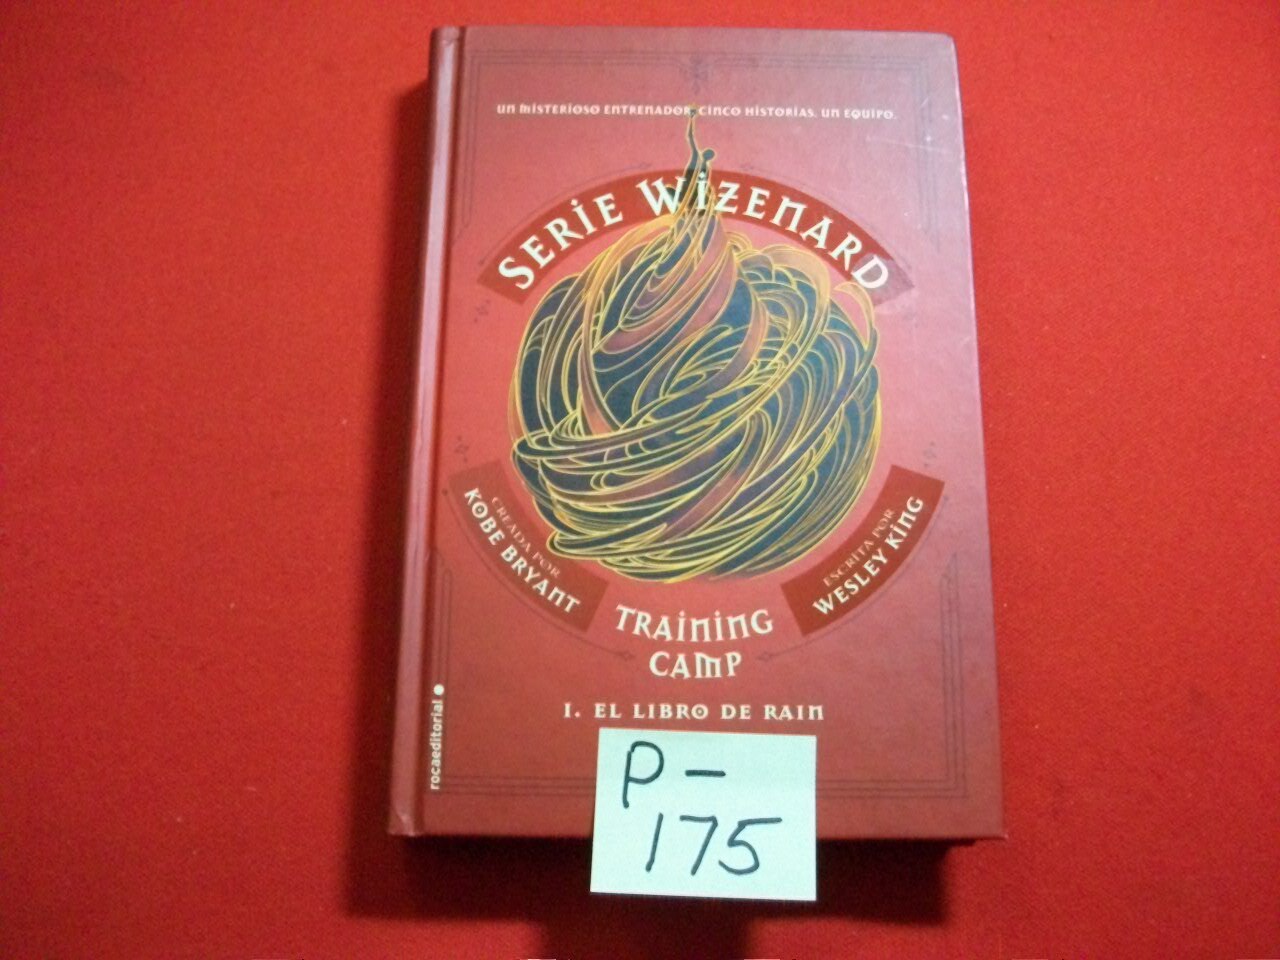 UN MISTERIOSO ENTRENADOR. CINCO HISTORIAS. UN EQUIPO.
SERIE WIZENARD
CREADA POR
KOBE BRYANT
ESCRITA POR
WESLEY KING
TRAINING
CAMP
I. EL LIBRO DE RAIN
rocaeditorial
P-
175